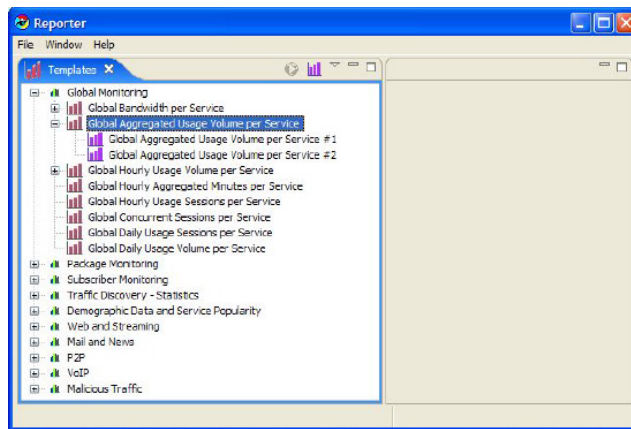 Reporter
File Window Help
Templates
Global Monitoring
Global Bandwidth per Service
Global Aggregated Usage Volume per Service
Global Aggregated Usage Volume per Service #1
Global Aggregated Usage Volume per Service #2
Global Hourly Usage Volume per Service
Global Hourly Aggregated Minutes per Service
Global Hourly Usage Sessions per Service
Global Concurrent Sessions per Service
Global Daily Usage Sessions per Service
Global Daily Usage Volume per Service
Package Monitoring
Subscriber Monitoring
Traffic Discovery - Statistics
Demographic Data and Service Popularity
Web and Streaming
Mail and News
P2P
VoIP
Malicious Traffic